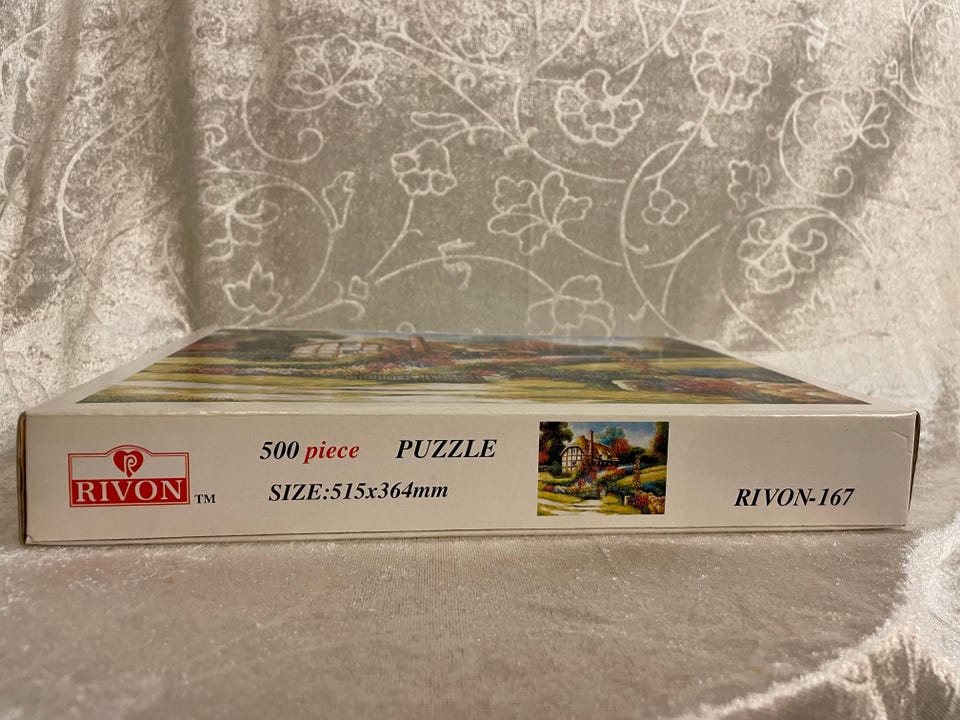 RIVON TM
500 piece PUZZLE
SIZE:515x364mm
RIVON-167